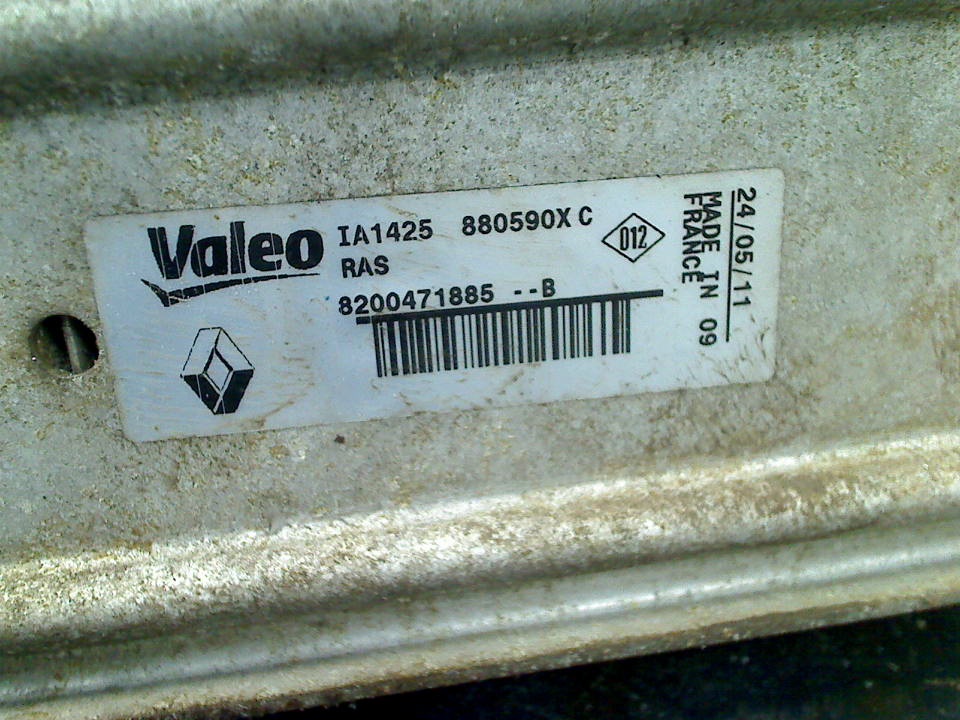 Valeo
IA1425 880590X C
RAS
8200471885 --B
012
24/05/11
MADE IN 09
FRANCE